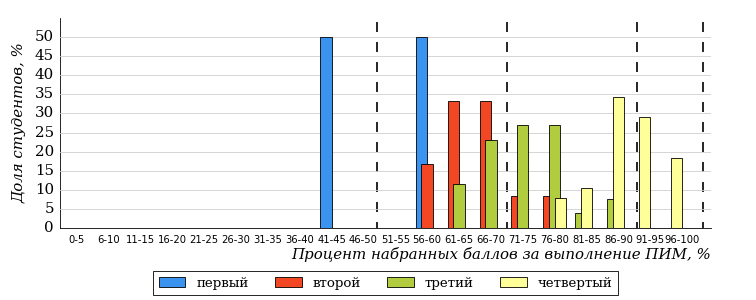 Доля студентов, %
50
45
40
35
30
25
20
15
10
5
0
0-5 6-10 11-15 16-20 21-25 26-30 31-35 36-40 41-45 46-50 51-55 56-60 61-65 66-70 71-75 76-80 81-85 86-90 91-95 96-100
Процент набранных баллов за выполнение ПИМ, %
первый второй третий четвертый